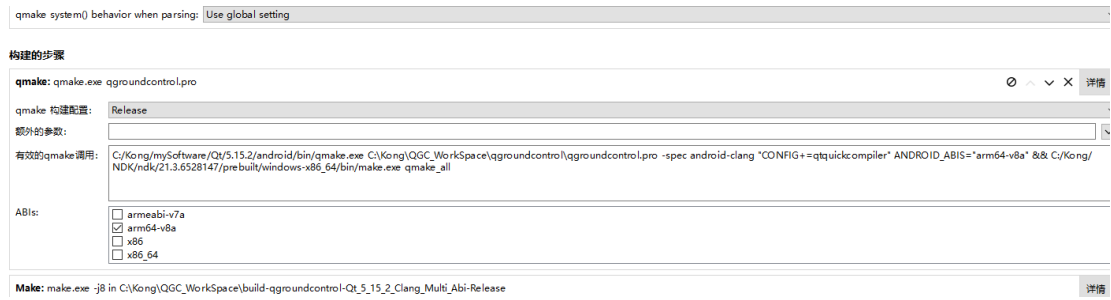 qmake system() behavior when parsing: Use global setting
构建的步骤
qmake: qmake.exe qgroundcontrol.pro 详情
qmake 构建配置: Release
额外的参数:
有效的qmake调用: C:/Kong/mySoftware/Qt/5.15.2/android/bin/qmake.exe C:\Kong\QGC_WorkSpace\qgroundcontrol\qgroundcontrol.pro -spec android-clang "CONFIG+=qtquickcompiler" ANDROID_ABIS="arm64-v8a" && C:/Kong/
NDK/ndk/21.3.6528147/prebuilt/windows-x86_64/bin/make.exe qmake_all
ABIs:
armeabi-v7a
arm64-v8a
x86
x86_64
Make: make.exe -j8 in C:\Kong\QGC_WorkSpace\build-qgroundcontrol-Qt_5_15_2_Clang_Multi_Abi-Release 详情